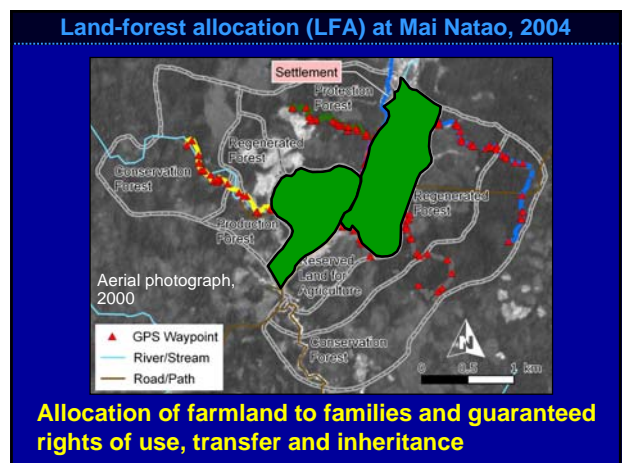 Land-forest allocation (LFA) at Mai Natao, 2004
Settlement
Protection
Forest
Regenerated
Forest
Conservation
Forest
Production
Forest
Regenerated
Forest
Reserved
Land for
Agriculture
Aerial photograph,
2000
Conservation
Forest
GPS Waypoint
River/Stream
Road/Path
N
0 0.5 1 km
Allocation of farmland to families and guaranteed
rights of use, transfer and inheritance